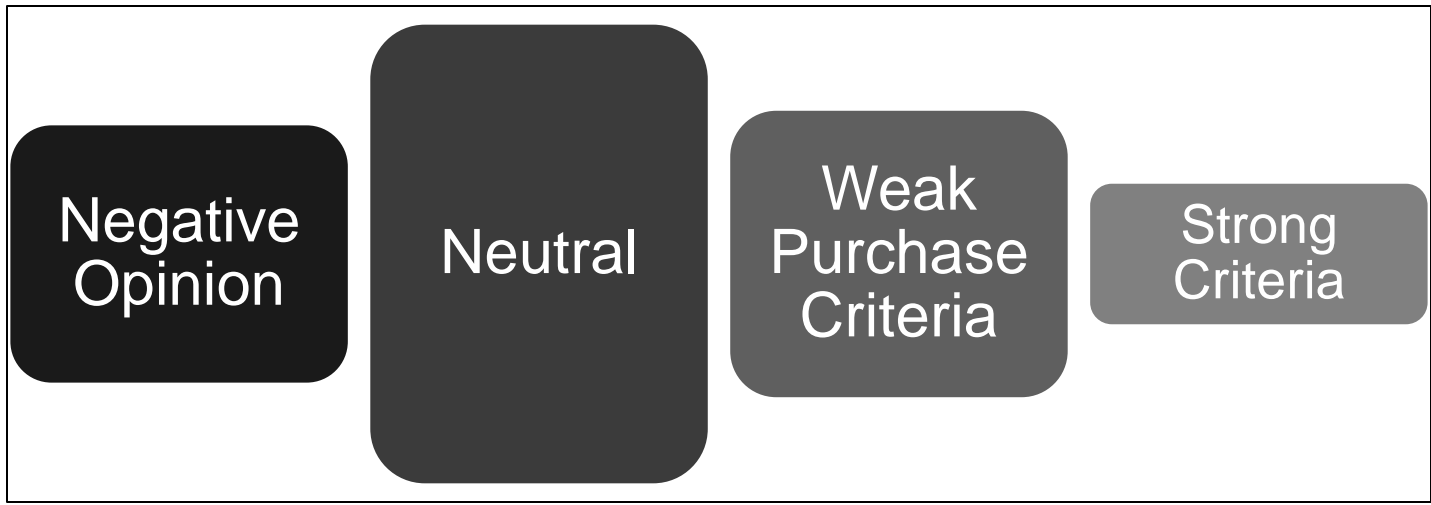 Negative
Opinion
Neutral
Weak
Purchase
Criteria
Strong
Criteria